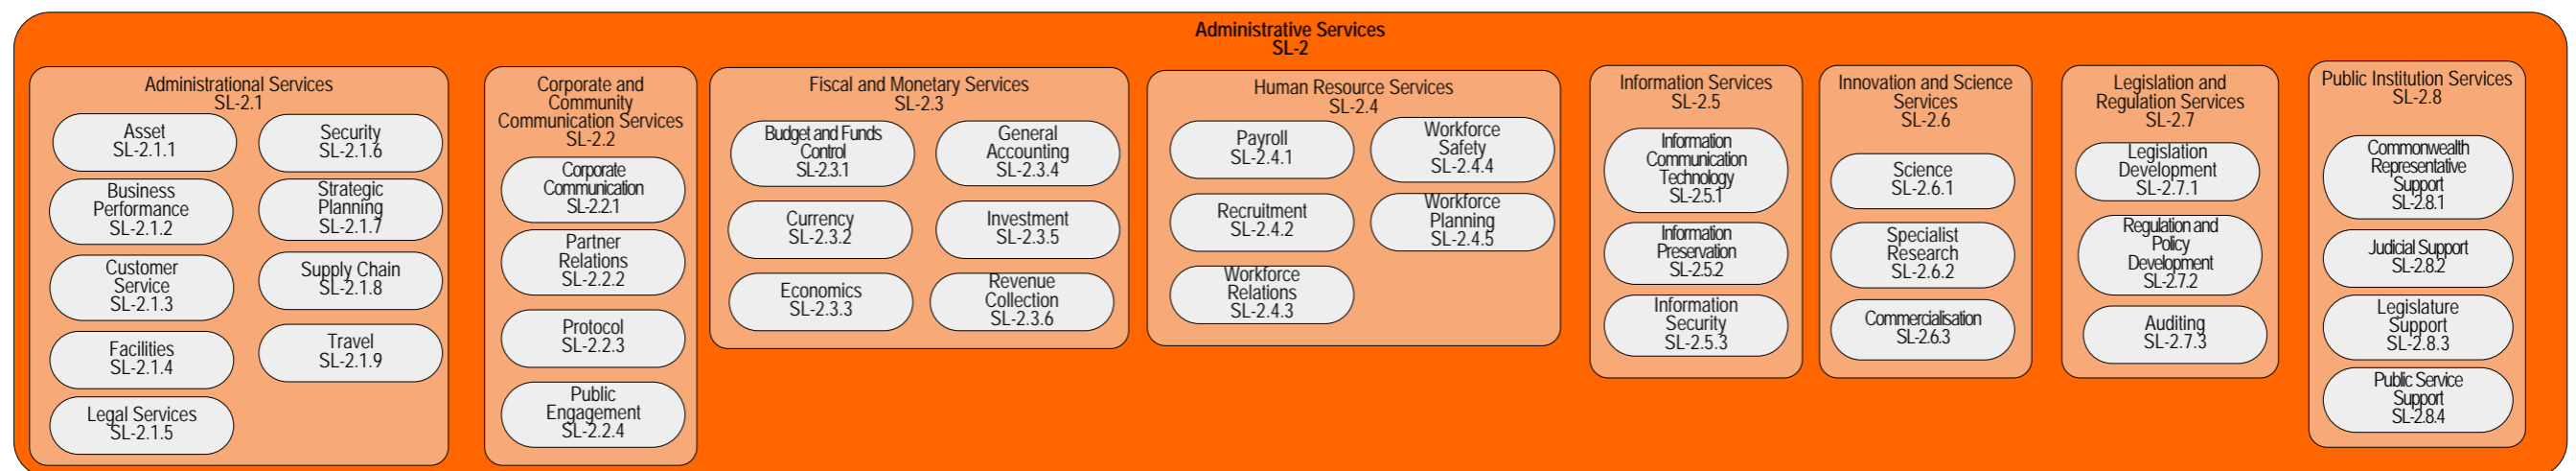 Administrative Services
SL-2
Administrational Services
SL-2.1
Asset
SL-2.1.1
Business
Performance
SL-2.1.2
Customer
Service
SL-2.1.3
Facilities
SL-2.1.4
Legal Services
SL-2.1.5
Security
SL-2.1.6
Strategic
Planning
SL-2.1.7
Supply Chain
SL-2.1.8
Travel
SL-2.1.9
Corporate and
Community
Communication Services
SL-2.2
Corporate
Communication
SL-2.2.1
Partner
Relations
SL-2.2.2
Protocol
SL-2.2.3
Public
Engagement
SL-2.2.4
Fiscal and Monetary Services
SL-2.3
Budget and Funds
Control
SL-2.3.1
Currency
SL-2.3.2
Economics
SL-2.3.3
General
Accounting
SL-2.3.4
Investment
SL-2.3.5
Revenue
Collection
SL-2.3.6
Human Resource Services
SL-2.4
Payroll
SL-2.4.1
Recruitment
SL-2.4.2
Workforce
Relations
SL-2.4.3
Workforce
Safety
SL-2.4.4
Workforce
Planning
SL-2.4.5
Information Services
SL-2.5
Information
Communication
Technology
SL-2.5.1
Information
Preservation
SL-2.5.2
Information
Security
SL-2.5.3
Innovation and Science
Services
SL-2.6
Science
SL-2.6.1
Specialist
Research
SL-2.6.2
Commercialisation
SL-2.6.3
Legislation and
Regulation Services
SL-2.7
Legislation
Development
SL-2.7.1
Regulation and
Policy
Development
SL-2.7.2
Auditing
SL-2.7.3
Public Institution Services
SL-2.8
Commonwealth
Representative
Support
SL-2.8.1
Judicial Support
SL-2.8.2
Legislature
Support
SL-2.8.3
Public Service
Support
SL-2.8.4